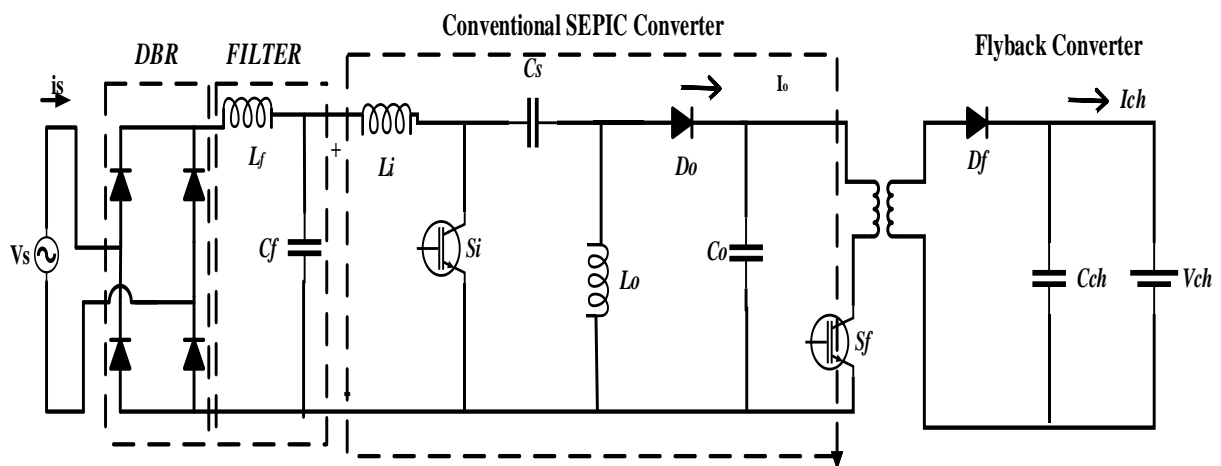 Conventional SEPIC Converter
DBR
FILTER
Flyback Converter
is
Cs
Io
Ich
Lf
+
Li
Do
Df
Vs
Cf
Si
Lo
Co
Sf
Cch
Vch
-